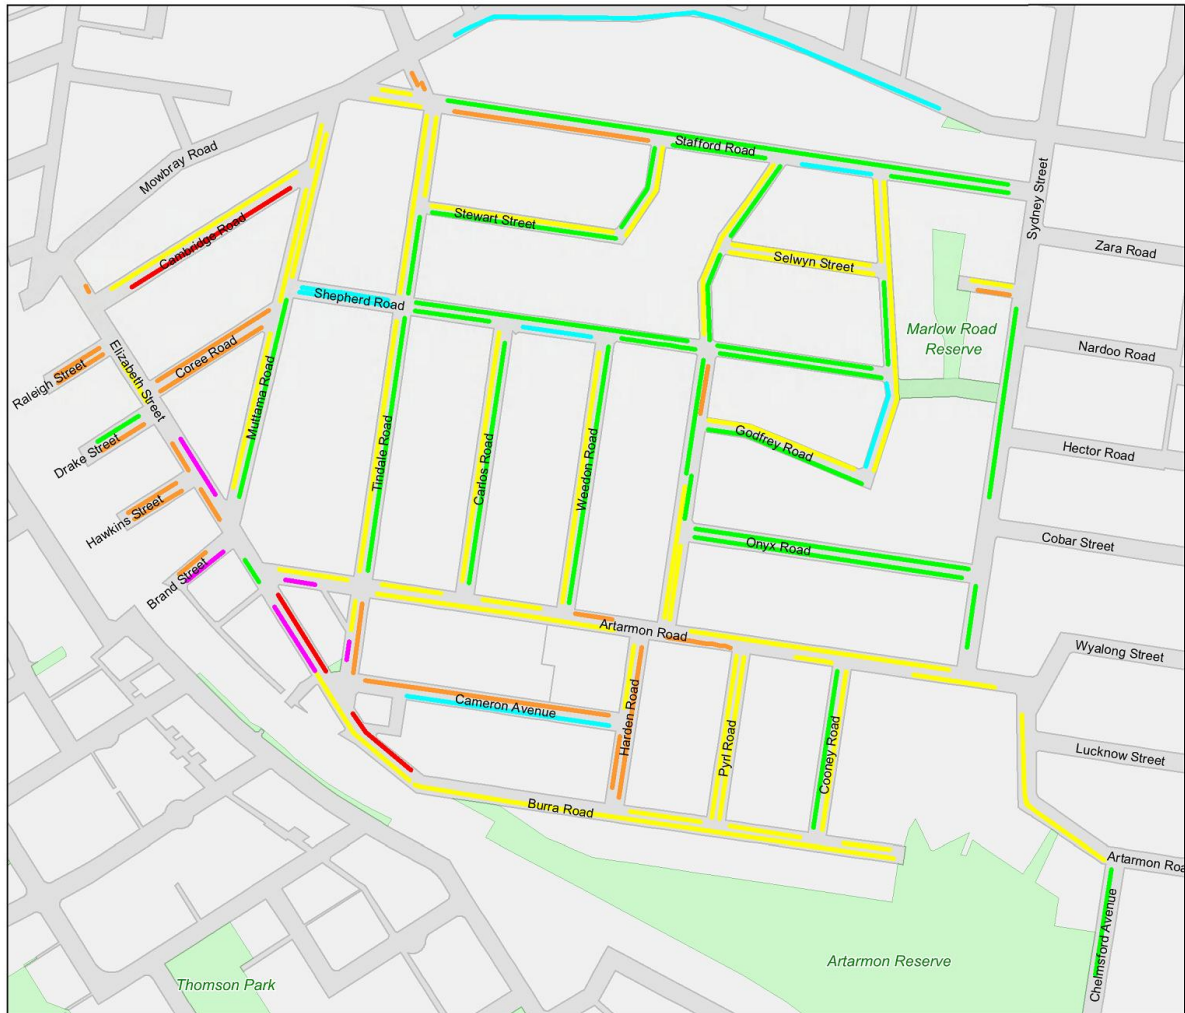 Stafford Road
Mowbray Road
Sydney Street
Stewart Street
Cambridge Road
Zara Road
Selwyn Street
Shepherd Road
Marlow Road
Reserve
Nardoo Road
Coree Road
Elizabeth Street
Raleigh Street
Muttama Road
Drake Street
Tindale Road
Carlos Road
Weedon Road
Godfrey Road
Hector Road
Hawkins Street
Onyx Road
Cobar Street
Brand Street
Artarmon Road
Wyalong Street
Cameron Avenue
Harden Road
Pyrl Road
Cooney Road
Lucknow Street
Burra Road
Artarmon Roa
Chelmsford Avenue
Artarmon Reserve
Thomson Park